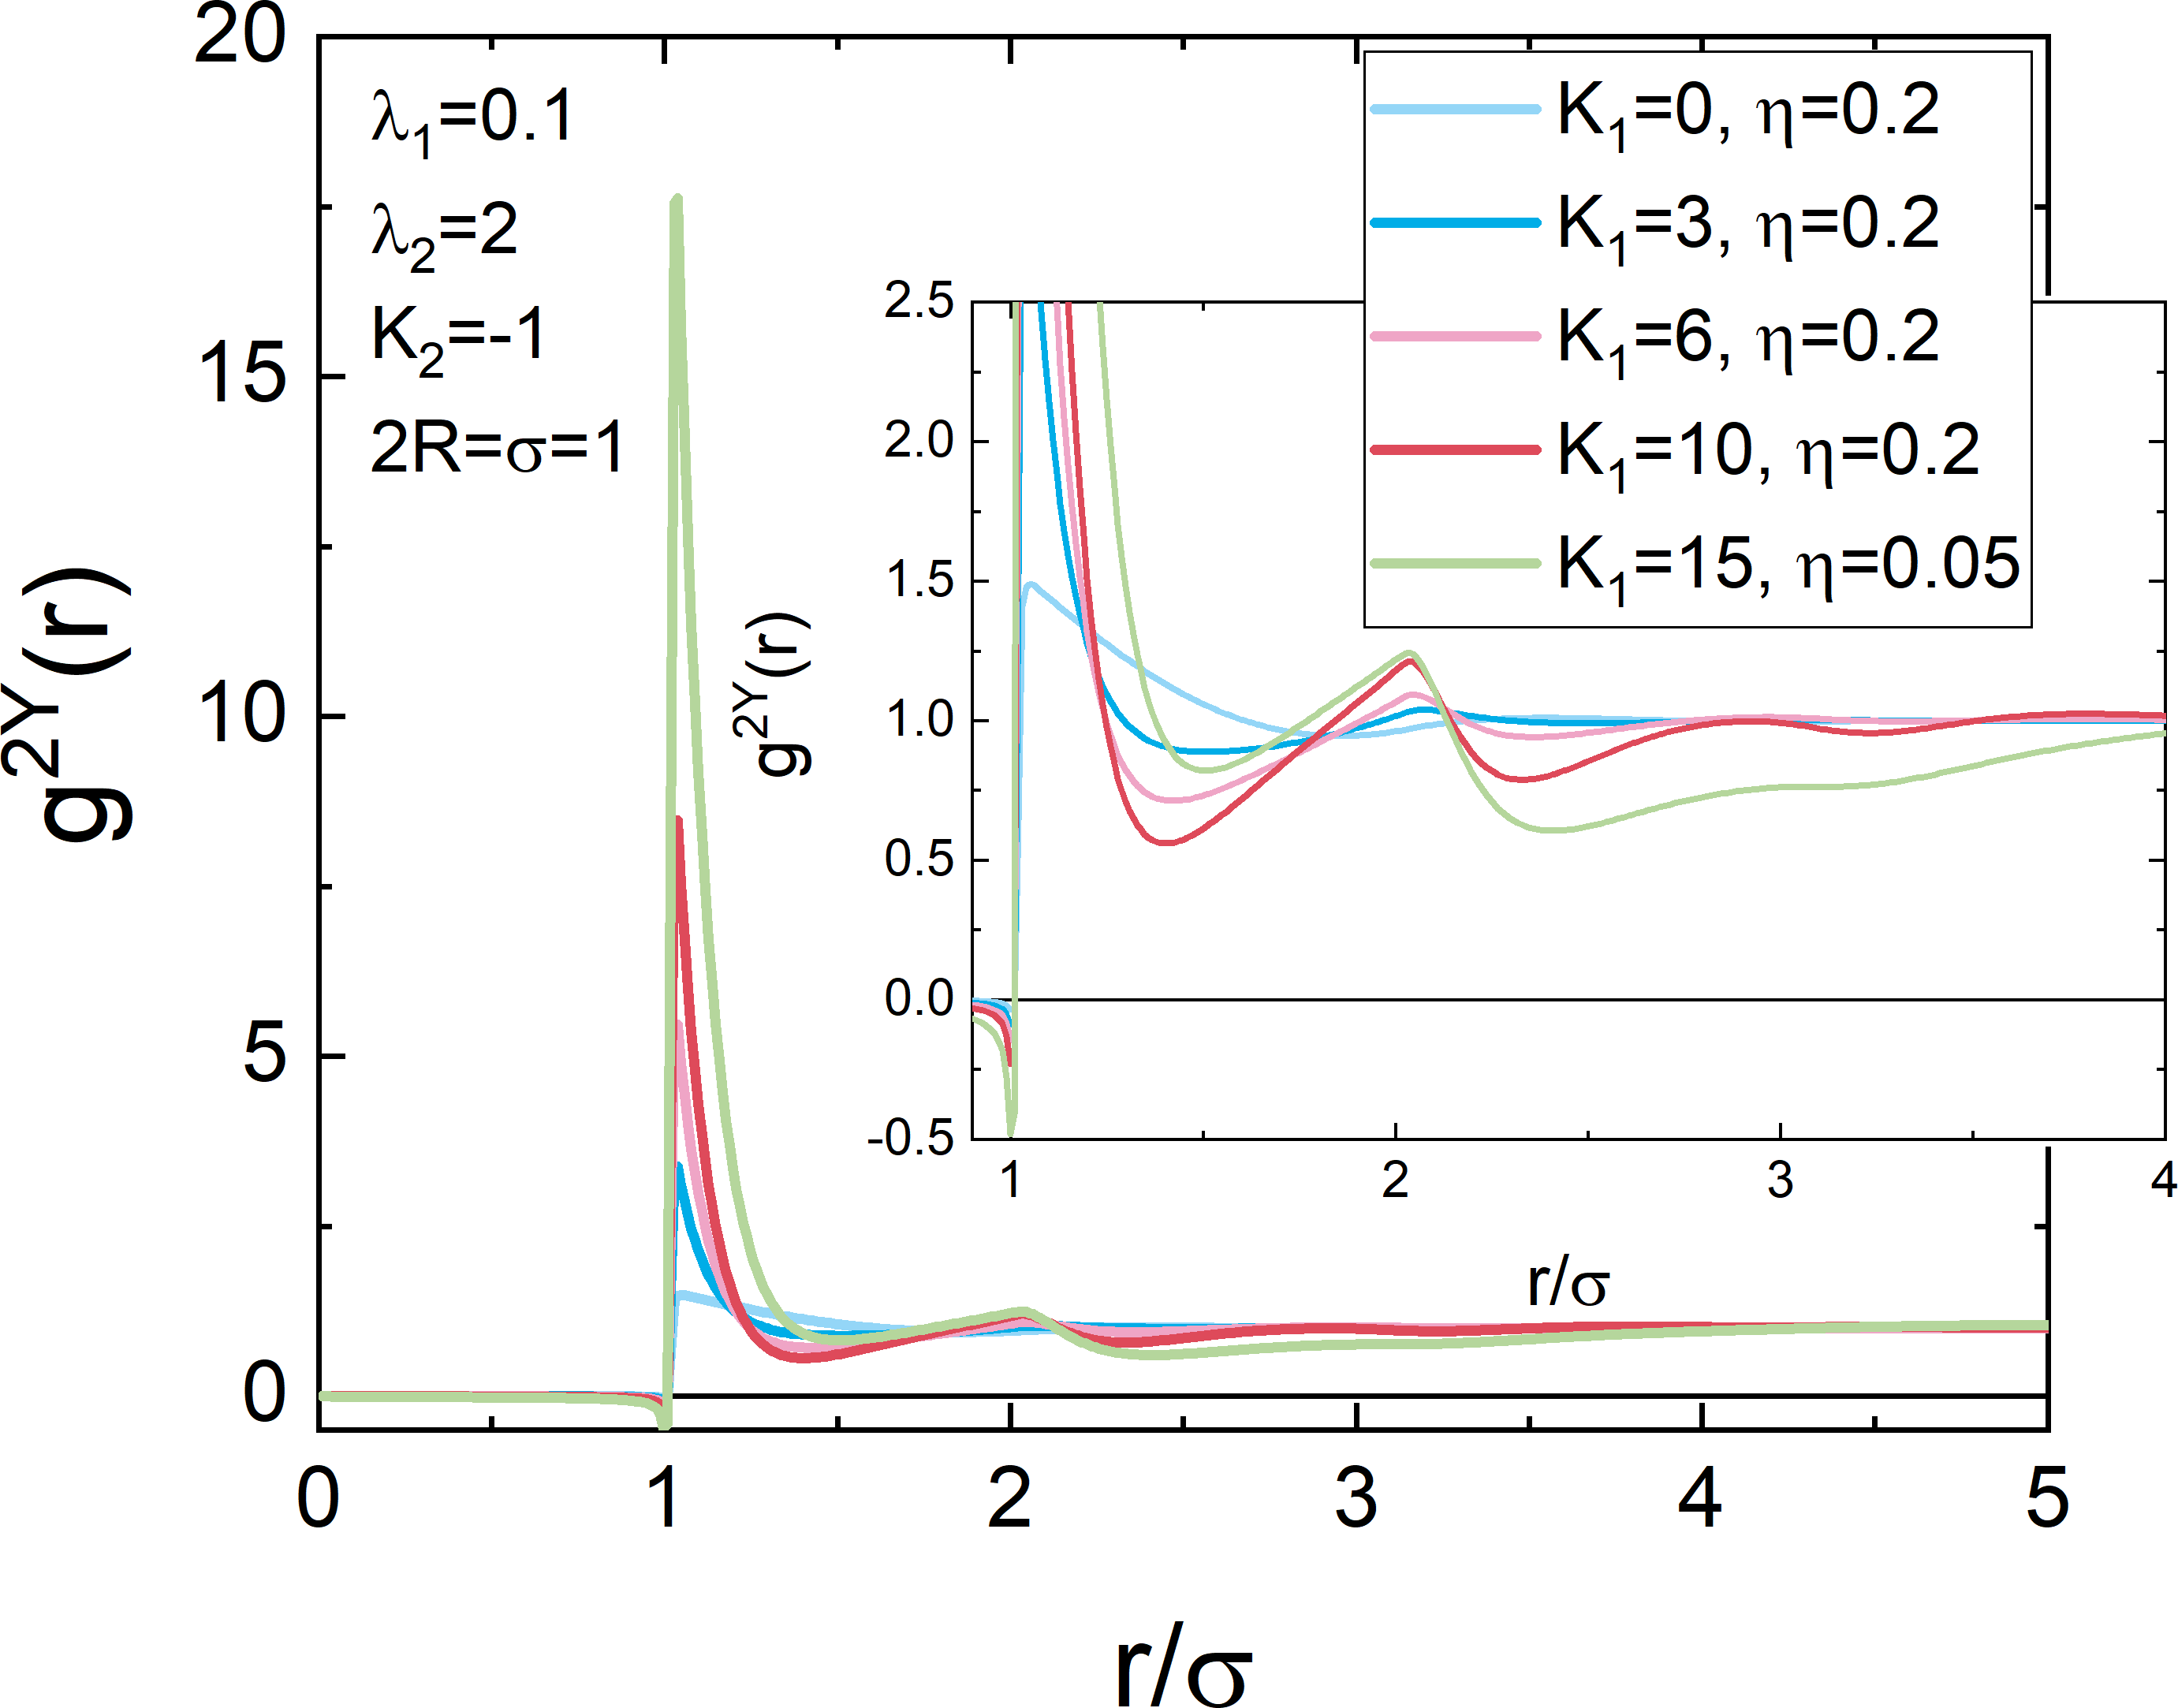 20
15
10
5
0
g²ʸ(r)
λ₁=0.1
λ₂=2
K₂=-1
2R=σ=1
K₁=0, η=0.2
K₁=3, η=0.2
K₁=6, η=0.2
K₁=10, η=0.2
K₁=15, η=0.05
2.5
2.0
1.5
1.0
0.5
0.0
-0.5
g²ʸ(r)
1 2 3 4
r/σ
0 1 2 3 4 5
r/σ